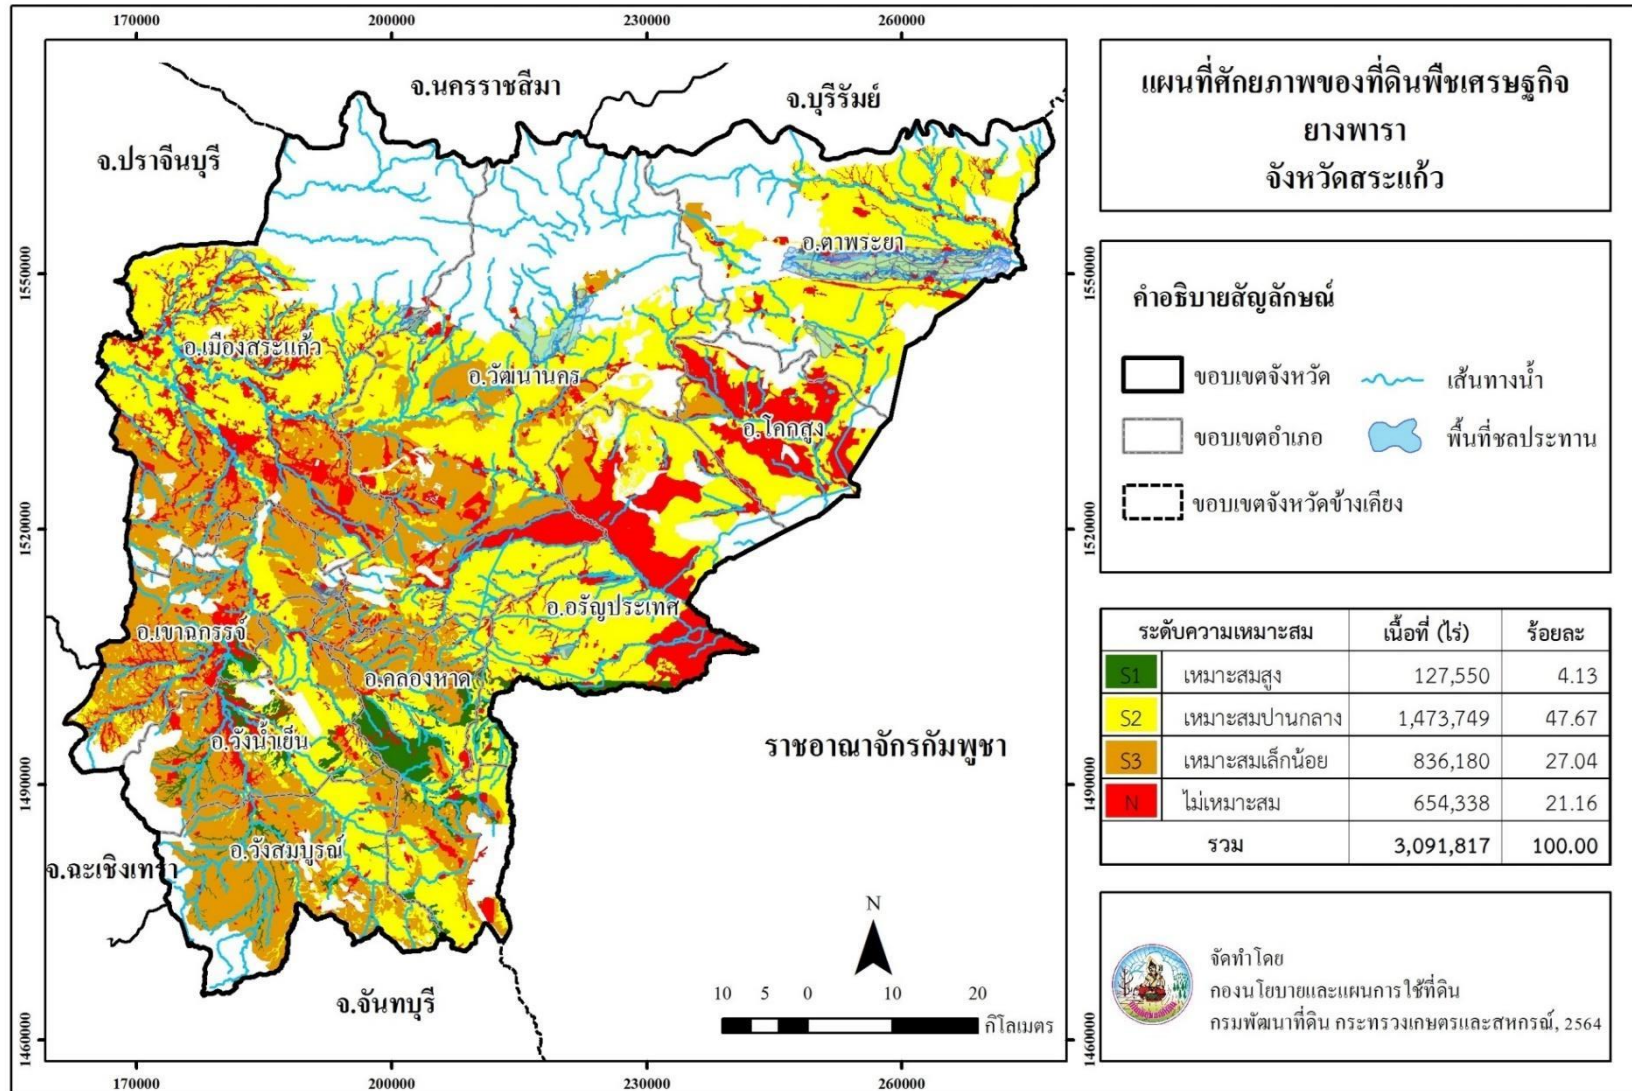 170000 200000 230000 260000
จ.นครราชสีมา
จ.บุรีรัมย์
จ.ปราจีนบุรี
อ.ตาพระยา
1550000 1550000
อ.เมืองสระแก้ว
อ.วัฒนานคร
อ.โคกสูง
1520000 1520000
อ.อรัญประเทศ
อ.เขาฉกรรจ์
อ.คลองหาด
อ.วังน้ำเย็น
ราชอาณาจักรกัมพูชา
1490000 1490000
อ.วังสมบูรณ์
จ.ฉะเชิงเทรา
N
จ.จันทบุรี
10 5 0 10 20
กิโลเมตร
1460000 1460000
170000 200000 230000 260000
แผนที่ศักยภาพของที่ดินพืชเศรษฐกิจ
ยางพารา
จังหวัดสระแก้ว
คำอธิบายสัญลักษณ์
ขอบเขตจังหวัด เส้นทางน้ำ
ขอบเขตอำเภอ พื้นที่ชลประทาน
ขอบเขตจังหวัดข้างเคียง
ระดับความเหมาะสม เนื้อที่ (ไร่) ร้อยละ
S1 เหมาะสมสูง 127,550 4.13
S2 เหมาะสมปานกลาง 1,473,749 47.67
S3 เหมาะสมเล็กน้อย 836,180 27.04
N ไม่เหมาะสม 654,338 21.16
รวม 3,091,817 100.00
จัดทำโดย
กองนโยบายและแผนการใช้ที่ดิน
กรมพัฒนาที่ดิน กระทรวงเกษตรและสหกรณ์, 2564